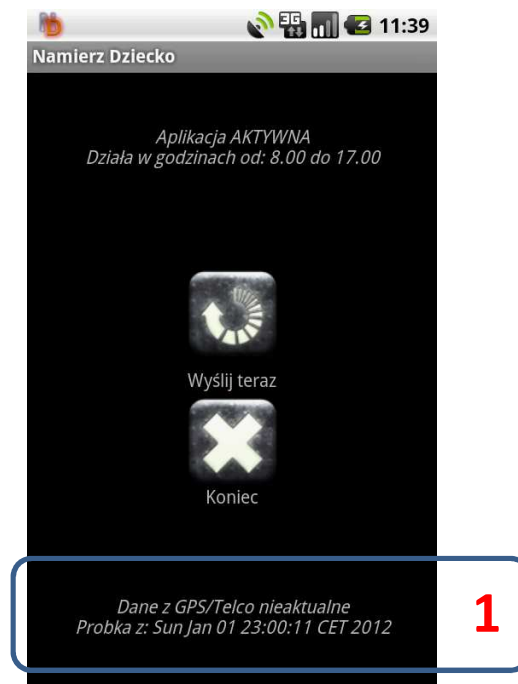 3G
11:39
Namierz Dziecko
Aplikacja AKTYWNA
Działa w godzinach od: 8.00 do 17.00
Wyślij teraz
Koniec
Dane z GPS/Telco nieaktualne
Probka z: Sun Jan 01 23:00:11 CET 2012
1